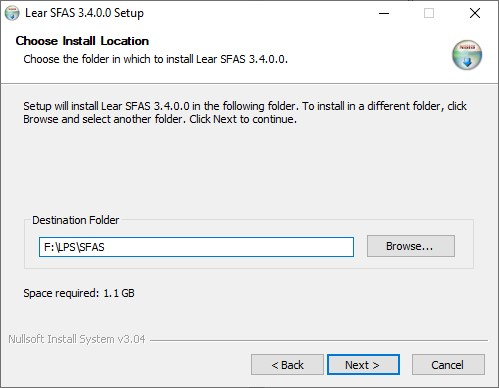 Lear SFAS 3.4.0.0 Setup
Choose Install Location
Choose the folder in which to install Lear SFAS 3.4.0.0.
Setup will install Lear SFAS 3.4.0.0 in the following folder. To install in a different folder, click
Browse and select another folder. Click Next to continue.
Destination Folder
F:\LPS\SFAS
Browse...
Space required: 1.1 GB
Nullsoft Install System v3.04
< Back
Next >
Cancel